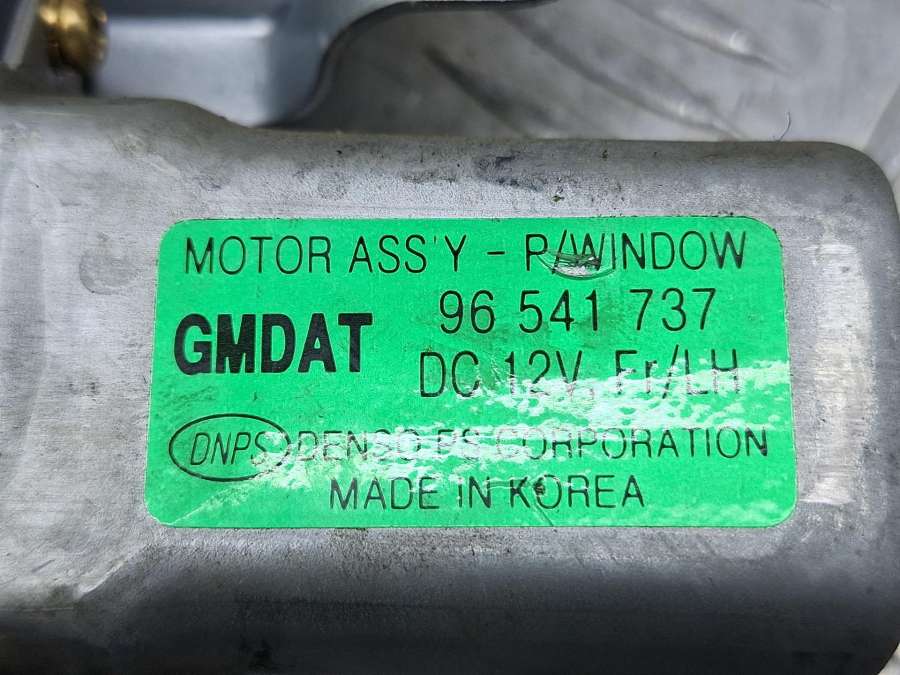 MOTOR ASS'Y - P/WINDOW
GMDAT 96 541 737
DC 12V, Fr/LH
DNPS DENSO PS CORPORATION
MADE IN KOREA